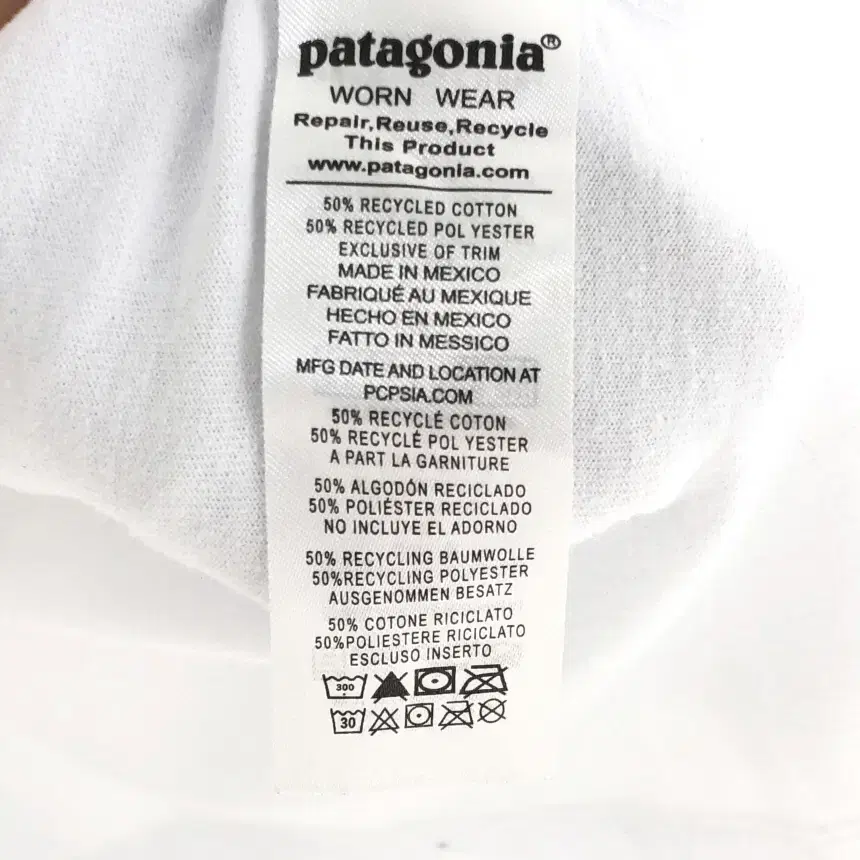 patagonia®
WORN WEAR
Repair,Reuse,Recycle
This Product
www.patagonia.com
50% RECYCLED COTTON
50% RECYCLED POL YESTER
EXCLUSIVE OF TRIM
MADE IN MEXICO
FABRIQUÉ AU MEXIQUE
HECHO EN MEXICO
FATTO IN MESSICO
MFG DATE AND LOCATION AT
PCPSIA.COM
50% RECYCLÉ COTON
50% RECYCLÉ POL YESTER
A PART LA GARNITURE
50% ALGODÓN RECICLADO
50% POLIÉSTER RECICLADO
NO INCLUYE EL ADORNO
50% RECYCLING BAUMWOLLE
50%RECYCLING POLYESTER
AUSGENOMMEN BESATZ
50% COTONE RICICLATO
50%POLIESTERE RICICLATO
ESCLUSO INSERTO
300
30